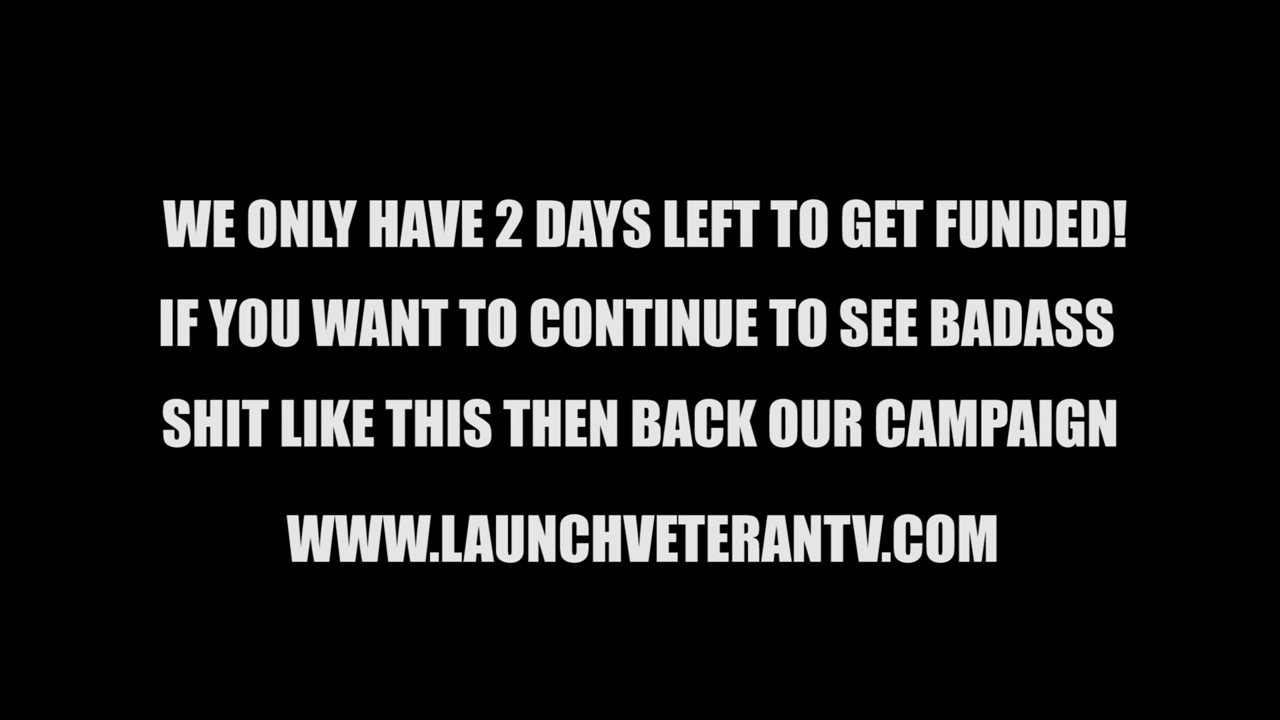 WE ONLY HAVE 2 DAYS LEFT TO GET FUNDED!
IF YOU WANT TO CONTINUE TO SEE BADASS
SHIT LIKE THIS THEN BACK OUR CAMPAIGN
WWW.LAUNCHVETERANTV.COM